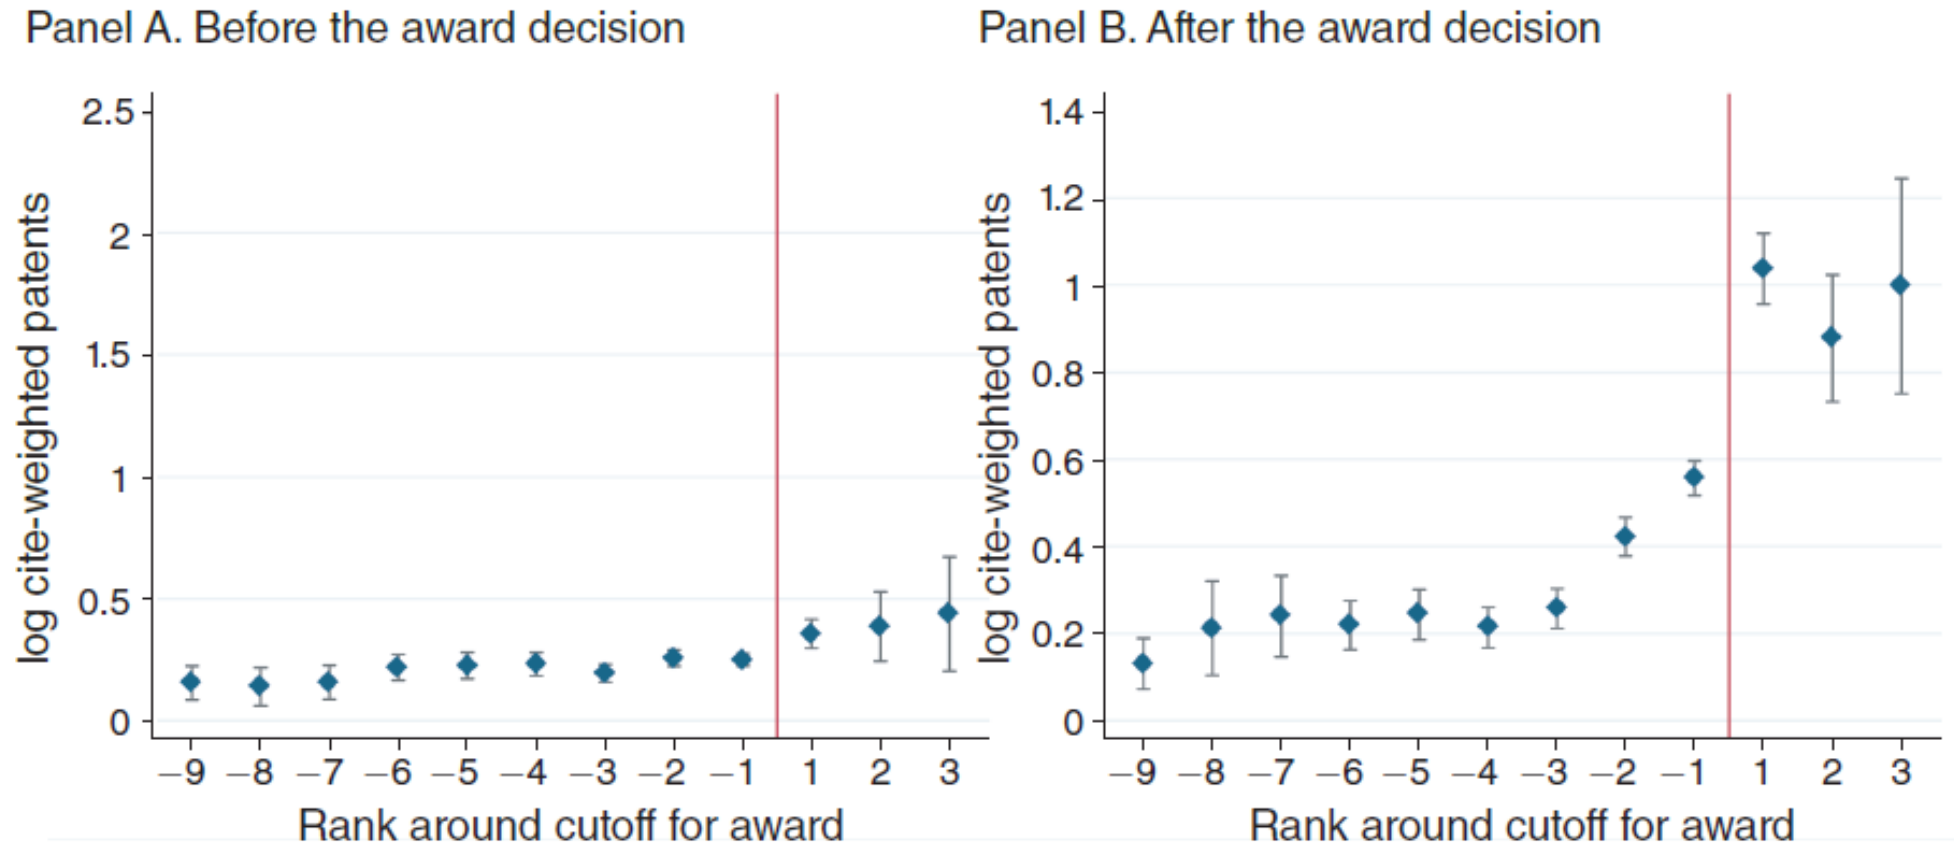 Panel A. Before the award decision
2.5
2
1.5
1
0.5
0
log cite-weighted patents
−9 −8 −7 −6 −5 −4 −3 −2 −1 1 2 3
Rank around cutoff for award
Panel B. After the award decision
1.4
1.2
1
0.8
0.6
0.4
0.2
0
log cite-weighted patents
−9 −8 −7 −6 −5 −4 −3 −2 −1 1 2 3
Rank around cutoff for award